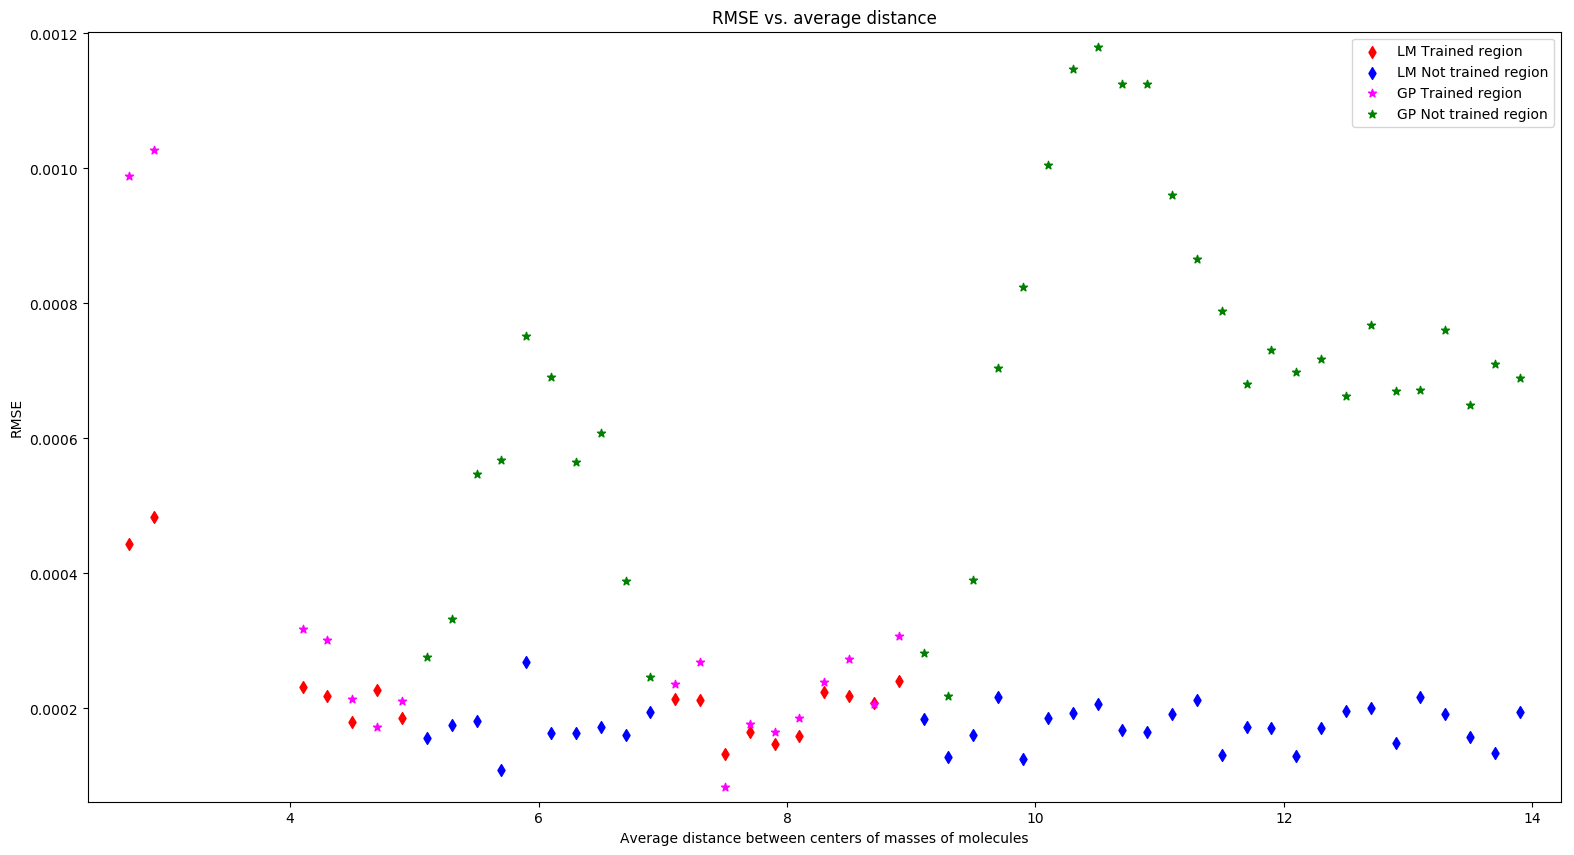 RMSE vs. average distance
LM Trained region
LM Not trained region
GP Trained region
GP Not trained region
RMSE
0.0012
0.0010
0.0008
0.0006
0.0004
0.0002
4 6 8 10 12 14
Average distance between centers of masses of molecules